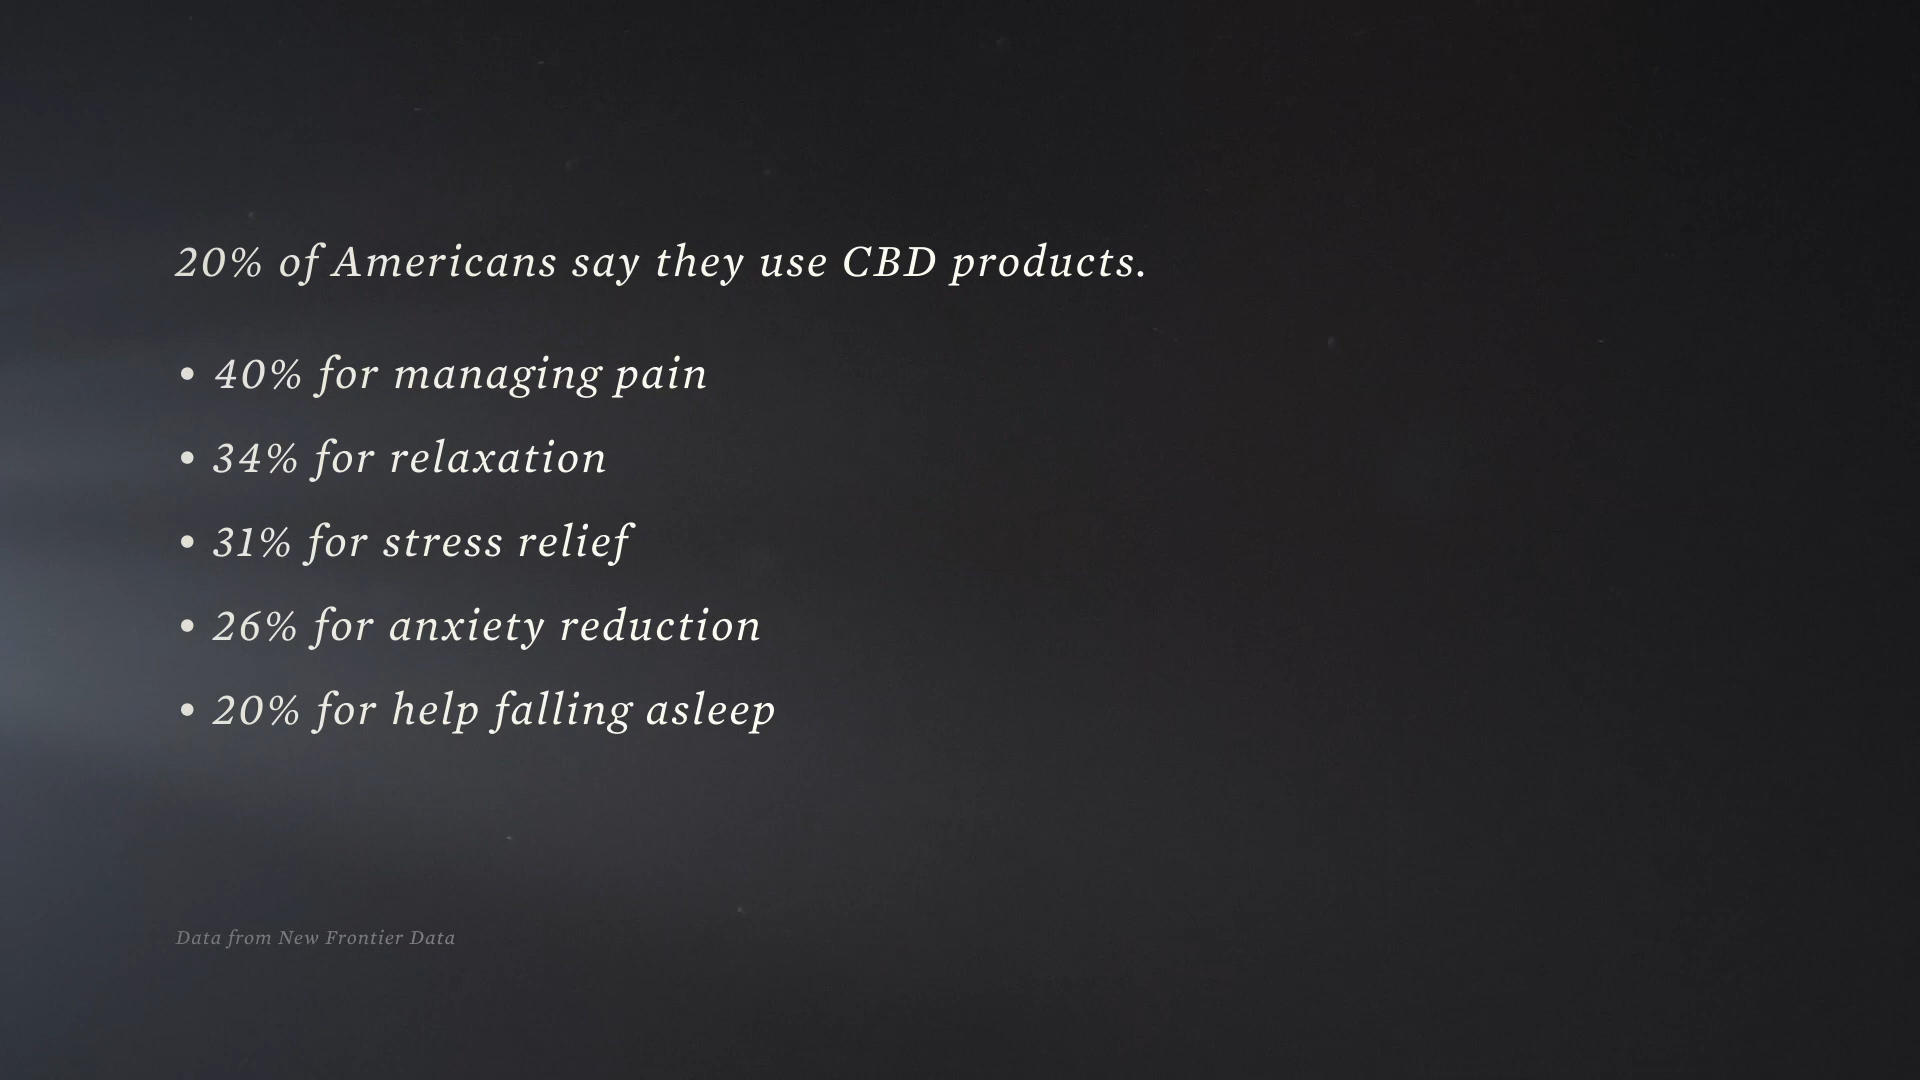 20% of Americans say they use CBD products.
• 40% for managing pain
• 34% for relaxation
• 31% for stress relief
• 26% for anxiety reduction
• 20% for help falling asleep
Data from New Frontier Data